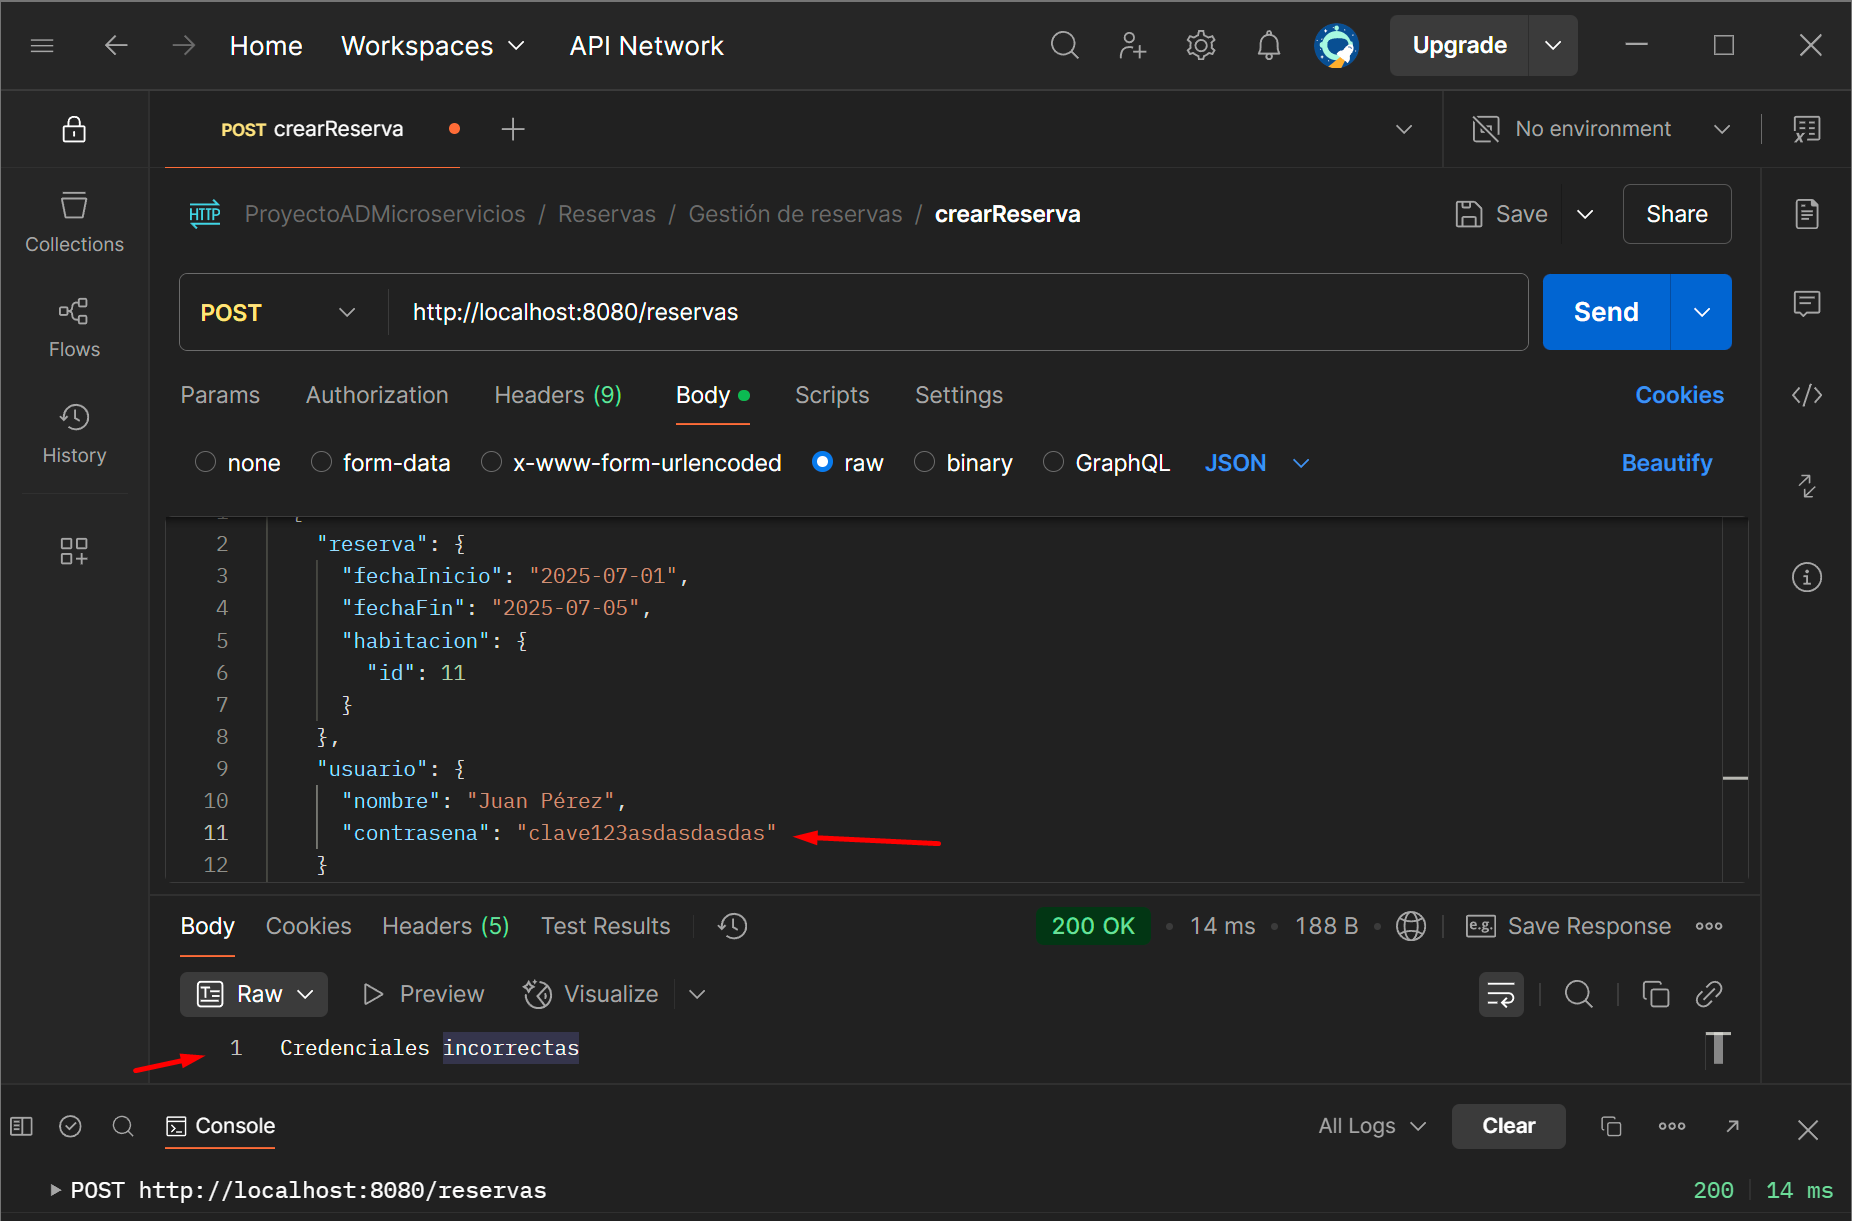 Home Workspaces API Network Upgrade
POST crearReserva No environment
HTTP ProyectoADMicroservicios / Reservas / Gestión de reservas / crearReserva Save Share
Collections
POST http://localhost:8080/reservas Send
Flows
Params Authorization Headers (9) Body Scripts Settings Cookies
History
none form-data x-www-form-urlencoded raw binary GraphQL JSON Beautify
2 "reserva": {
3 "fechaInicio": "2025-07-01",
4 "fechaFin": "2025-07-05",
5 "habitacion": {
6 "id": 11
7 }
8 },
9 "usuario": {
10 "nombre": "Juan Pérez",
11 "contrasena": "clave123asdasdasdas"
12 }
Body Cookies Headers (5) Test Results 200 OK • 14 ms • 188 B • e.g. Save Response
Raw Preview Visualize
1 Credenciales incorrectas
Console All Logs Clear
POST http://localhost:8080/reservas 200 14 ms